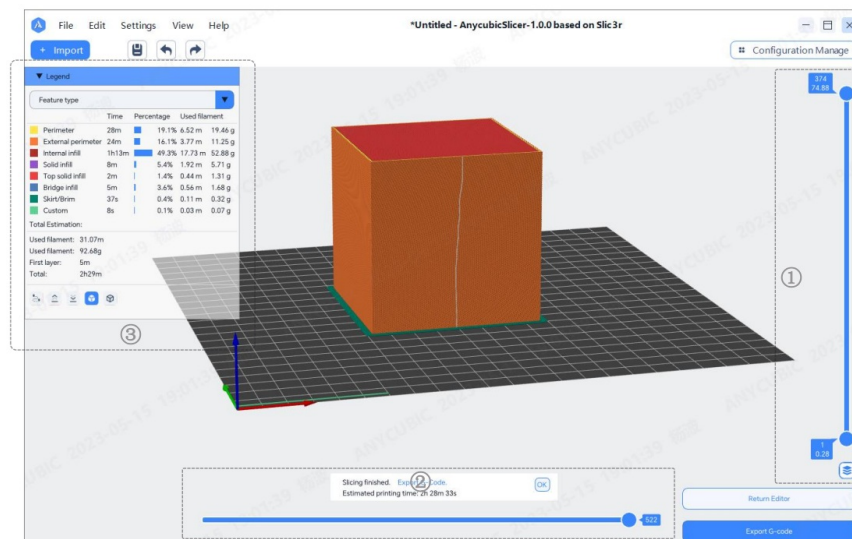 File Edit Settings View Help
*Untitled - AnycubicSlicer-1.0.0 based on Slic3r
+ Import
Configuration Manage
▼ Legend
Feature type
Time Percentage Used filament
Perimeter 28m 19.1% 6.52 m 19.46 g
External perimeter 24m 16.1% 3.77 m 11.25 g
Internal infill 1h13m 49.3% 17.73 m 52.88 g
Solid infill 8m 5.4% 1.92 m 5.71 g
Top solid infill 2m 1.4% 0.44 m 1.31 g
Bridge infill 5m 3.6% 0.56 m 1.68 g
Skirt/Brim 37s 0.4% 0.11 m 0.32 g
Custom 8s 0.1% 0.03 m 0.07 g
Total Estimation:
Used filament: 31.07m
Used filament: 92.68g
First layer: 5m
Total: 2h29m
③
374
74.88
①
1
0.28
Slicing finished. Export G-Code.
②
Estimated printing time: 2h 28m 33s
OK
522
Return Editor
Export G-code
ANYCUBIC 2023-05-15 19:01:39